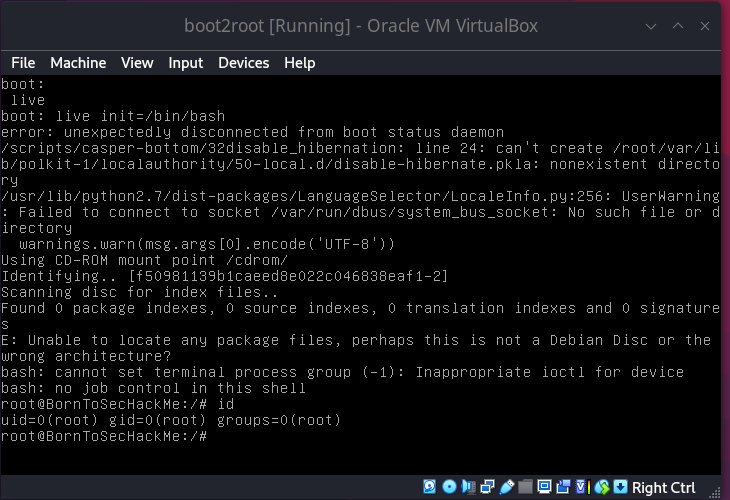 boot2root [Running] - Oracle VM VirtualBox
File Machine View Input Devices Help
boot:
 live
boot: live init=/bin/bash
error: unexpectedly disconnected from boot status daemon
/scripts/casper-bottom/32disable_hibernation: line 24: can't create /root/var/li
b/polkit-1/localauthority/50-local.d/disable-hibernate.pkla: nonexistent directo
ry
/usr/lib/python2.7/dist-packages/LanguageSelector/LocaleInfo.py:256: UserWarning
: Failed to connect to socket /var/run/dbus/system_bus_socket: No such file or d
irectory
  warnings.warn(msg.args[0].encode('UTF-8'))
Using CD-ROM mount point /cdrom/
Identifying.. [f50981139b1caeed8e022c046838eaf1-2]
Scanning disc for index files..
Found 0 package indexes, 0 source indexes, 0 translation indexes and 0 signature
s
E: Unable to locate any package files, perhaps this is not a Debian Disc or the
wrong architecture?
bash: cannot set terminal process group (-1): Inappropriate ioctl for device
bash: no job control in this shell
root@BornToSecHackMe:/# id
uid=0(root) gid=0(root) groups=0(root)
root@BornToSecHackMe:/#
Right Ctrl